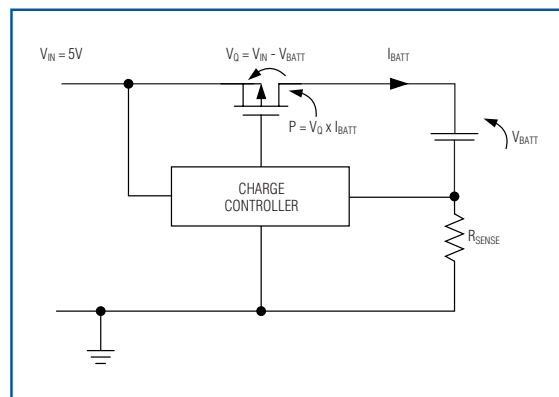 V_IN = 5V
V_Q = V_IN - V_BATT
I_BATT
P = V_Q x I_BATT
V_BATT
CHARGE
CONTROLLER
R_SENSE